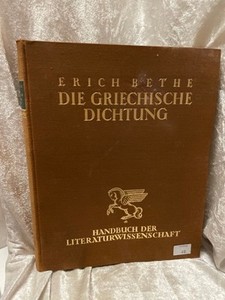 ERICH BETHE
DIE GRIECHISCHE
DICHTUNG
HANDBUCH DER
LITERATURWISSENSCHAFT